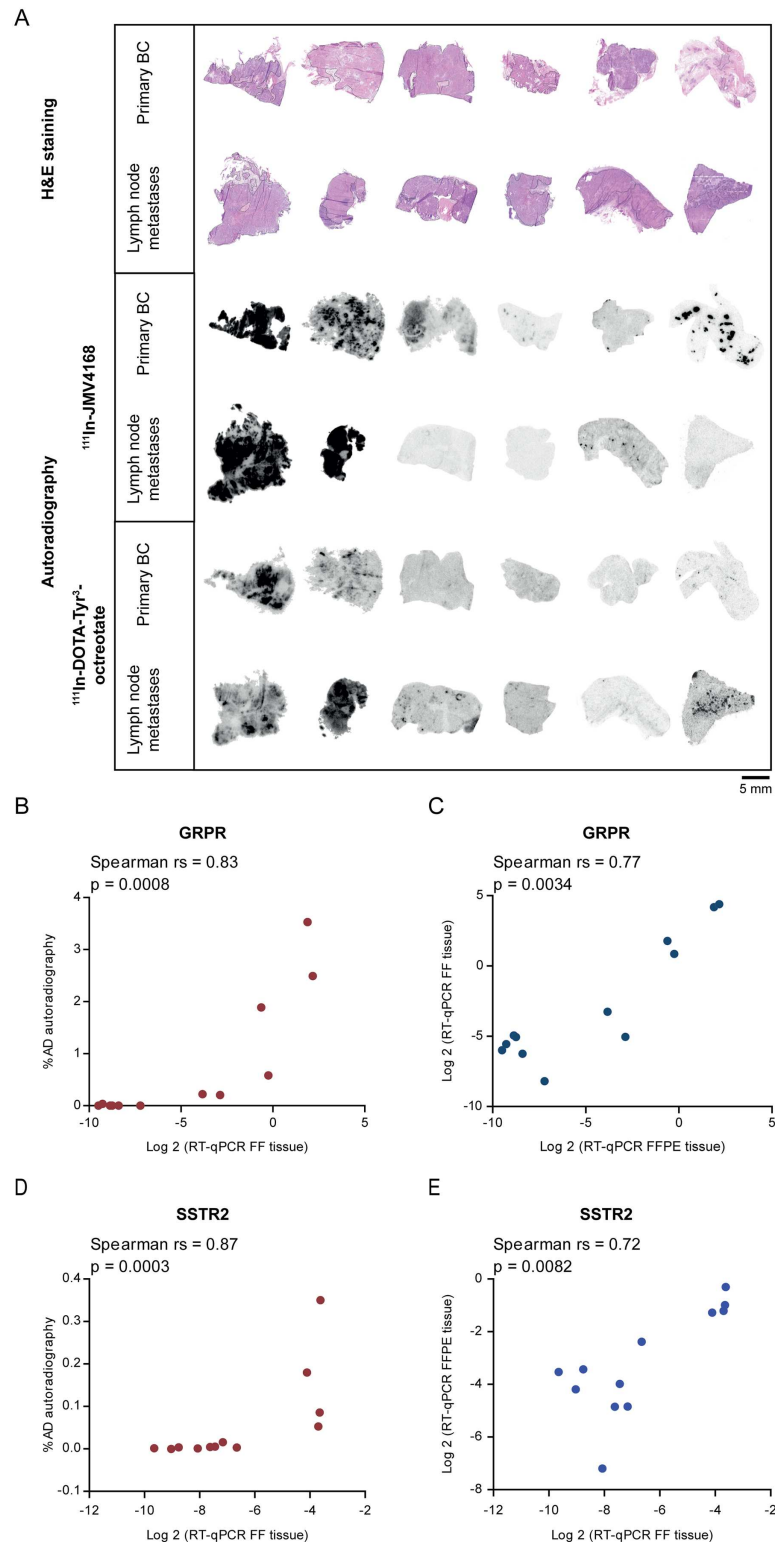 A
H&E staining
Primary BC
Lymph node
metastases
Autoradiography
¹¹¹In-JMV4168
Primary BC
Lymph node
metastases
¹¹¹In-DOTA-Tyr³-
octreotate
Primary BC
Lymph node
metastases
5 mm
B
GRPR
Spearman rs = 0.83
p = 0.0008
%AD autoradiography
4
3
2
1
0
-10 -5 0 5
Log 2 (RT-qPCR FF tissue)
C
GRPR
Spearman rs = 0.77
p = 0.0034
Log 2 (RT-qPCR FF tissue)
5
0
-5
-10
-10 -5 0 5
Log 2 (RT-qPCR FFPE tissue)
D
SSTR2
Spearman rs = 0.87
p = 0.0003
%AD autoradiography
0.4
0.3
0.2
0.1
0.0
-0.1
-12 -10 -8 -6 -4 -2
Log 2 (RT-qPCR FF tissue)
E
SSTR2
Spearman rs = 0.72
p = 0.0082
Log 2 (RT-qPCR FFPE tissue)
0
-2
-4
-6
-8
-12 -10 -8 -6 -4 -2
Log 2 (RT-qPCR FF tissue)